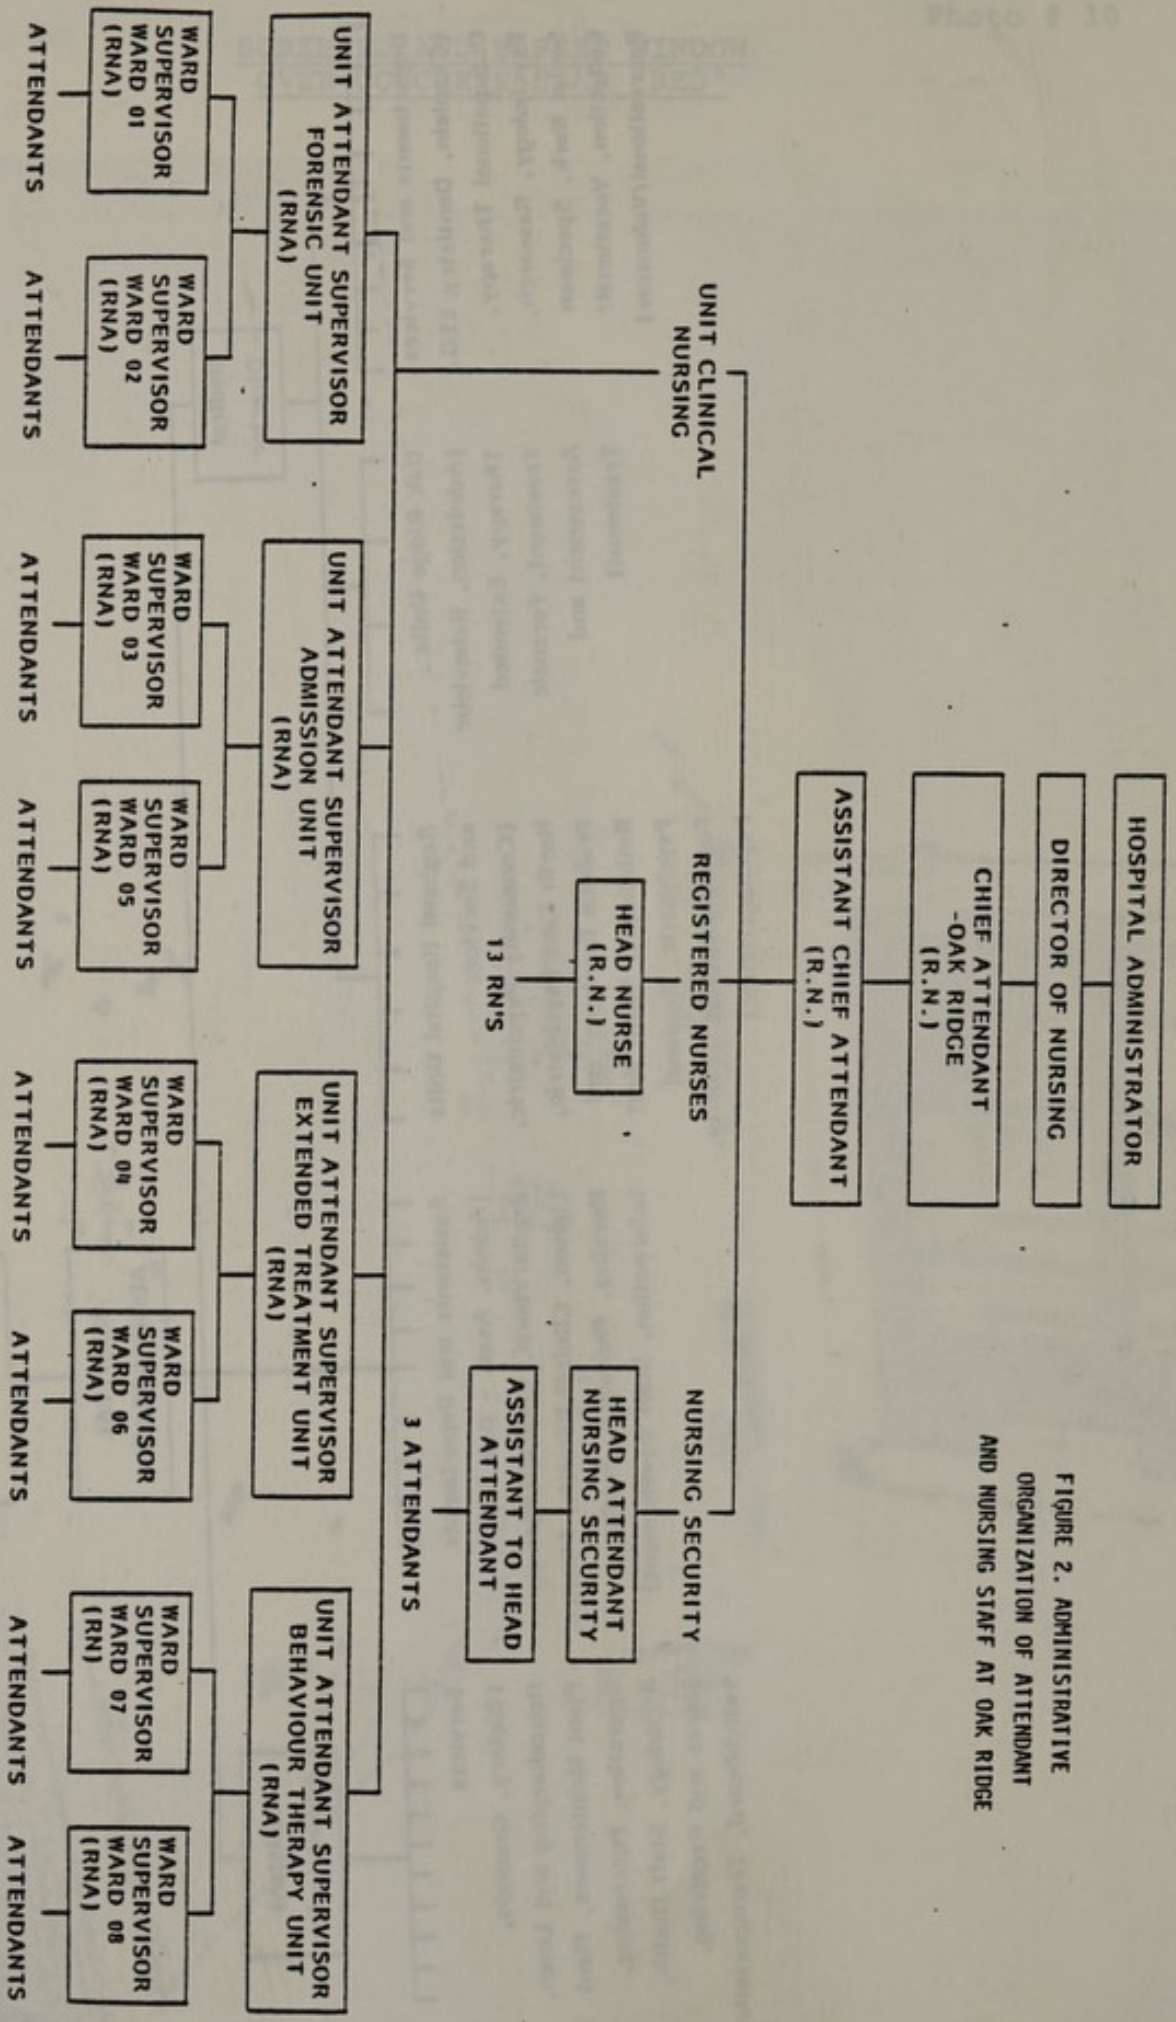 Photo # 10
FIGURE 2. ADMINISTRATIVE
ORGANIZATION OF ATTENDANT
AND NURSING STAFF AT OAK RIDGE
HOSPITAL ADMINISTRATOR
DIRECTOR OF NURSING
CHIEF ATTENDANT
-OAK RIDGE
(R.N.)
ASSISTANT CHIEF ATTENDANT
(R.N.)
UNIT CLINICAL
NURSING
REGISTERED NURSES
HEAD NURSE
(R.N.)
13 RN'S
NURSING SECURITY
HEAD ATTENDANT
NURSING SECURITY
ASSISTANT TO HEAD
ATTENDANT
3 ATTENDANTS
UNIT ATTENDANT SUPERVISOR
FORENSIC UNIT
(RNA)
UNIT ATTENDANT SUPERVISOR
ADMISSION UNIT
(RNA)
UNIT ATTENDANT SUPERVISOR
EXTENDED TREATMENT UNIT
(RNA)
UNIT ATTENDANT SUPERVISOR
BEHAVIOUR THERAPY UNIT
(RNA)
WARD
SUPERVISOR
WARD 01
(RNA)
ATTENDANTS
WARD
SUPERVISOR
WARD 02
(RNA)
ATTENDANTS
WARD
SUPERVISOR
WARD 03
(RNA)
ATTENDANTS
WARD
SUPERVISOR
WARD 05
(RNA)
ATTENDANTS
WARD
SUPERVISOR
WARD 04
(RNA)
ATTENDANTS
WARD
SUPERVISOR
WARD 06
(RNA)
ATTENDANTS
WARD
SUPERVISOR
WARD 07
(RN)
ATTENDANTS
WARD
SUPERVISOR
WARD 08
(RNA)
ATTENDANTS